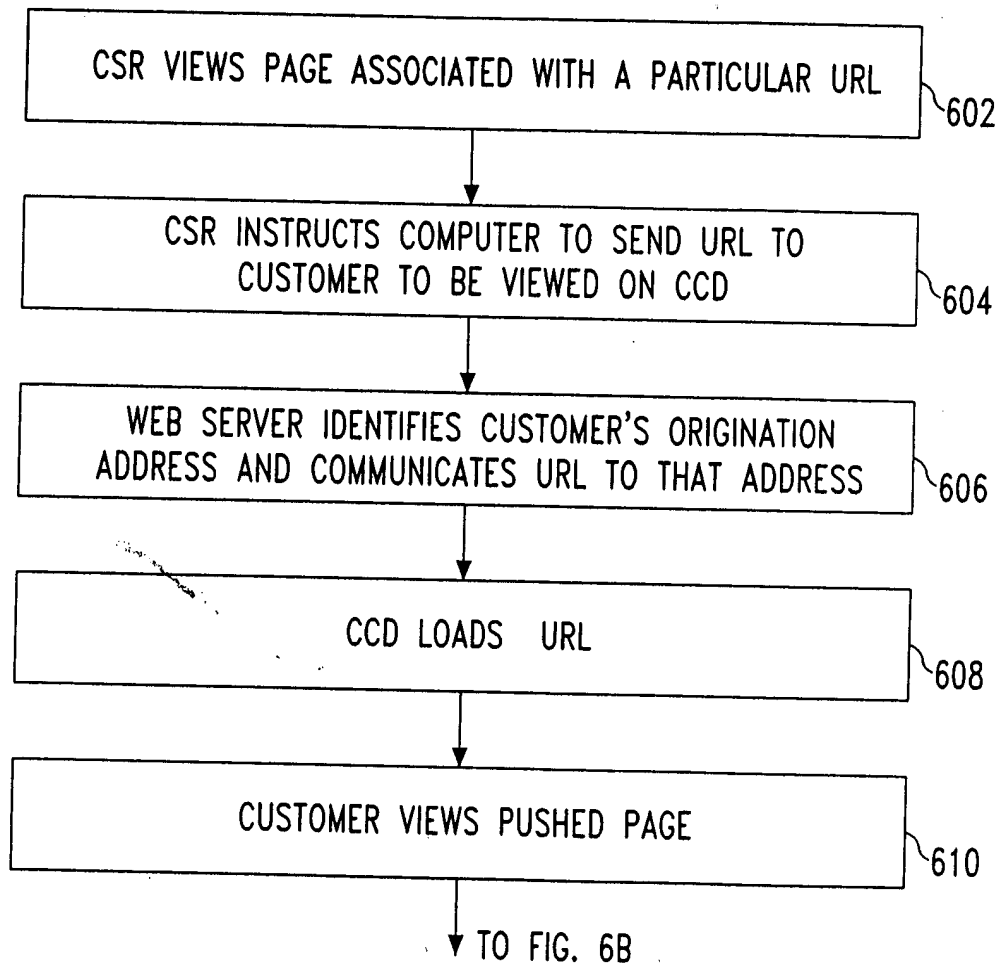 CSR VIEWS PAGE ASSOCIATED WITH A PARTICULAR URL
602
CSR INSTRUCTS COMPUTER TO SEND URL TO
CUSTOMER TO BE VIEWED ON CCD
604
WEB SERVER IDENTIFIES CUSTOMER'S ORIGINATION
ADDRESS AND COMMUNICATES URL TO THAT ADDRESS
606
CCD LOADS URL
608
CUSTOMER VIEWS PUSHED PAGE
610
TO FIG. 6B